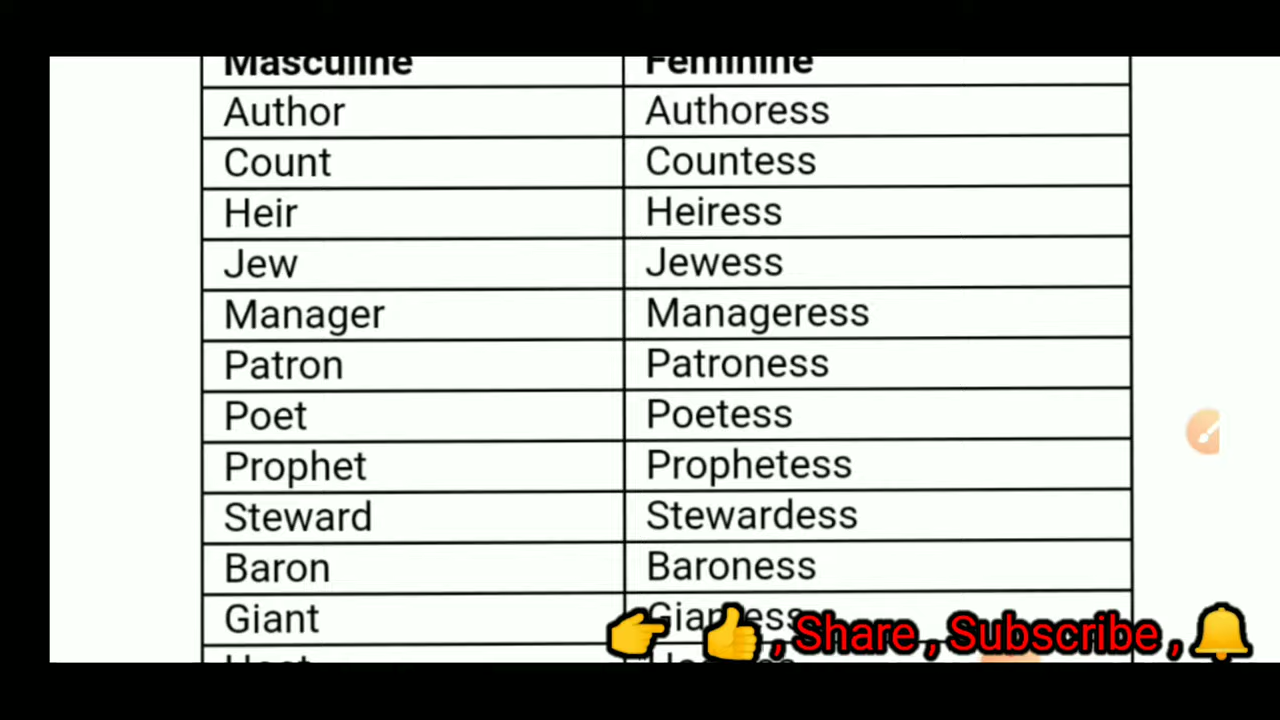 Masculine Feminine
Author Authoress
Count Countess
Heir Heiress
Jew Jewess
Manager Manageress
Patron Patroness
Poet Poetess
Prophet Prophetess
Steward Stewardess
Baron Baroness
Giant Giantess
, Share , Subscribe ,